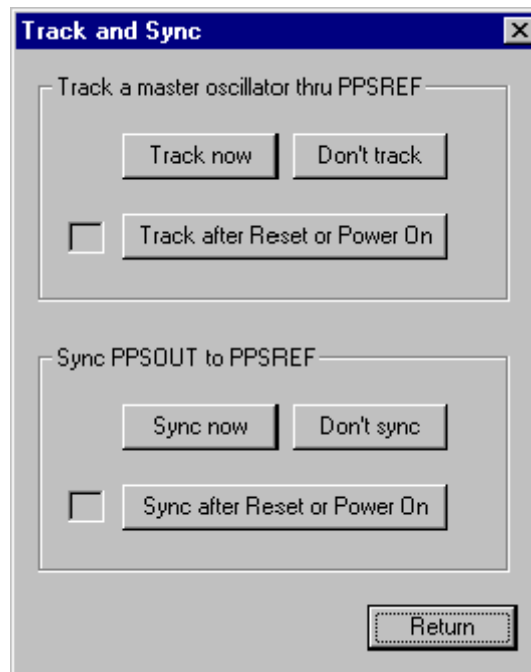 Track and Sync
Track a master oscillator thru PPSREF
Track now Don't track
Track after Reset or Power On
Sync PPSOUT to PPSREF
Sync now Don't sync
Sync after Reset or Power On
Return